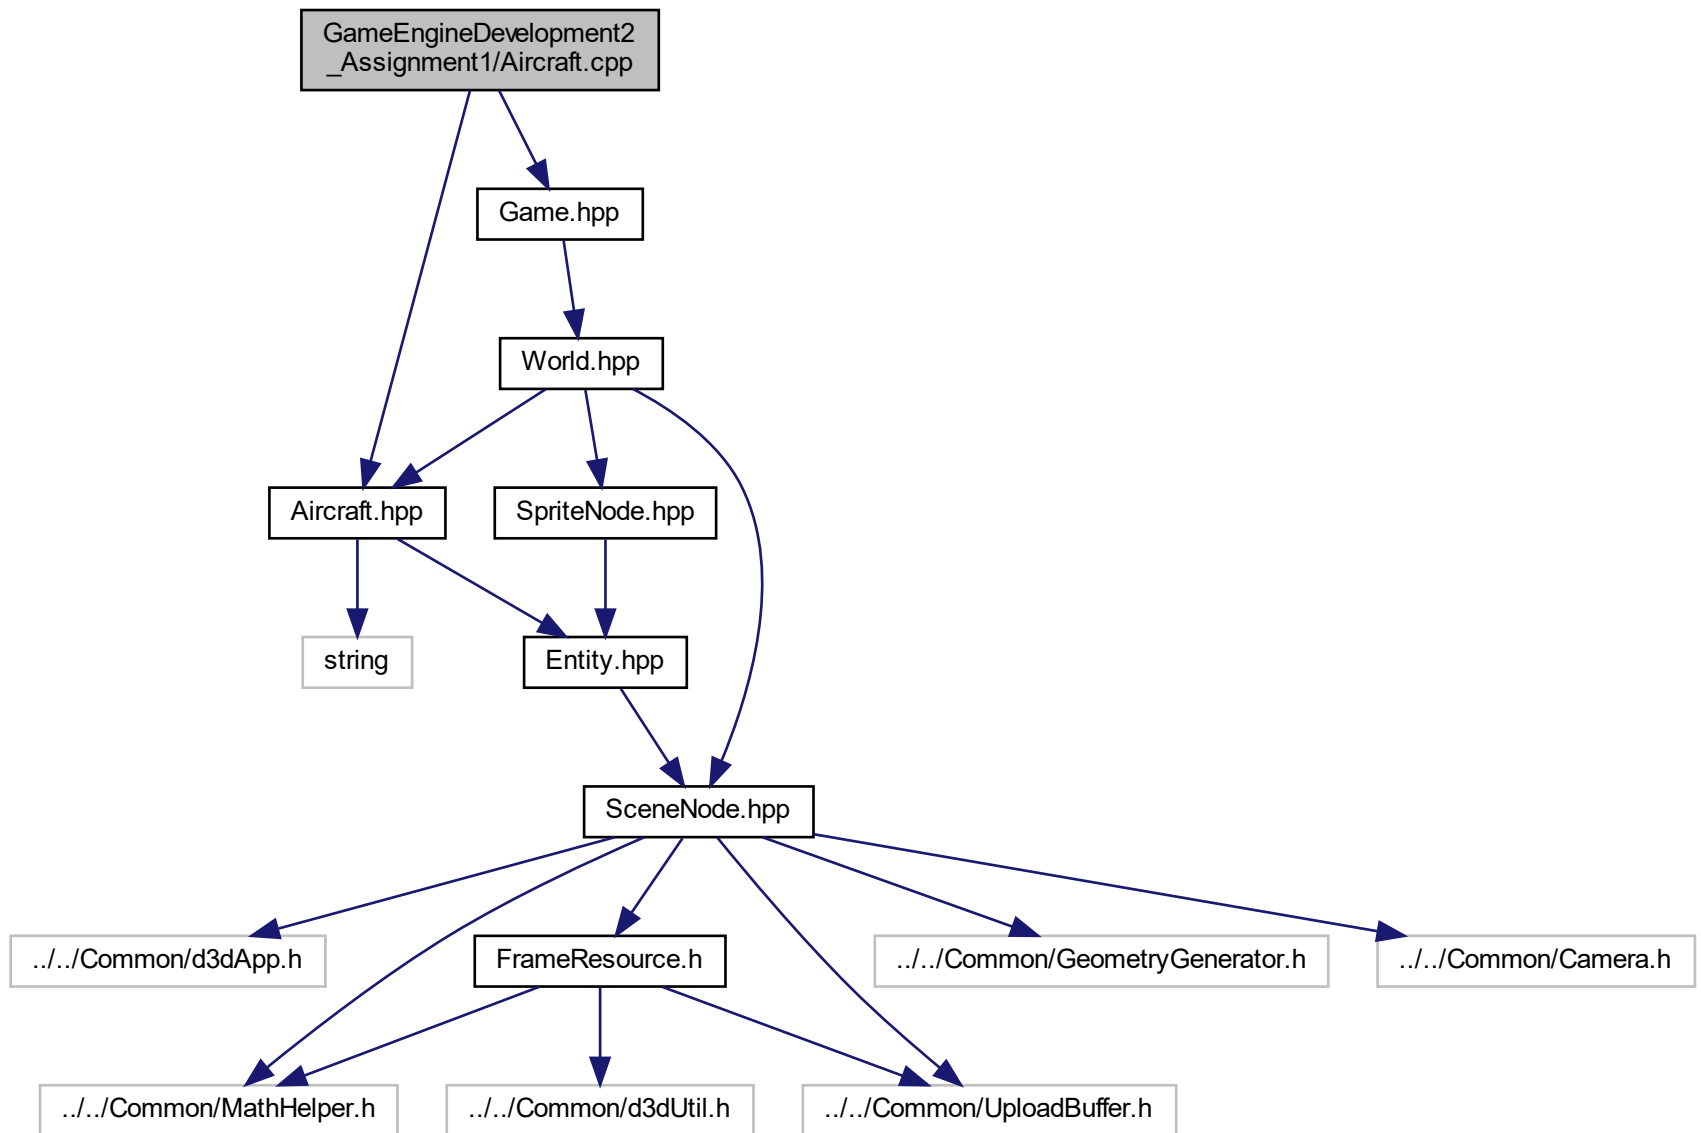 GameEngineDevelopment2
_Assignment1/Aircraft.cpp
Game.hpp
World.hpp
Aircraft.hpp
SpriteNode.hpp
string
Entity.hpp
SceneNode.hpp
../../Common/d3dApp.h
FrameResource.h
../../Common/GeometryGenerator.h
../../Common/Camera.h
../../Common/MathHelper.h
../../Common/d3dUtil.h
../../Common/UploadBuffer.h